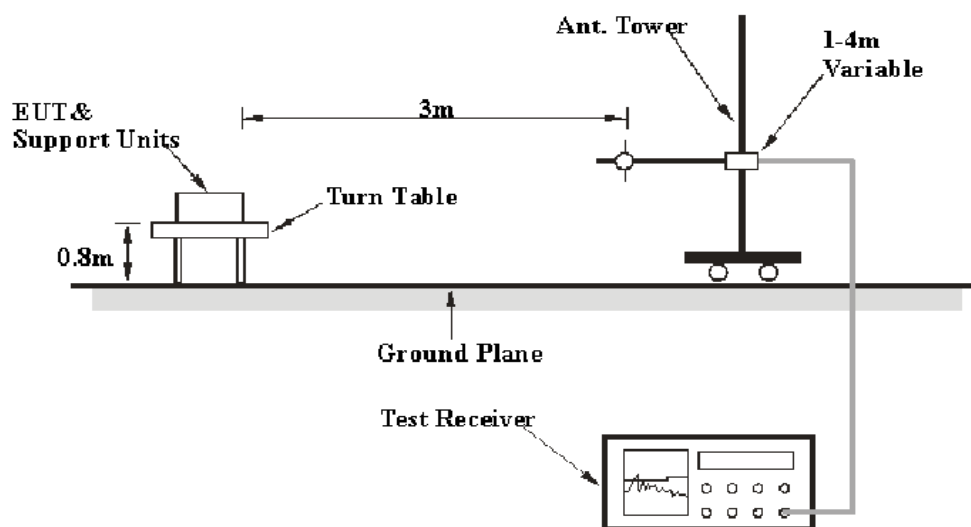 Ant. Tower
1-4m
Variable
EUT&
Support Units
3m
Turn Table
0.8m
Ground Plane
Test Receiver